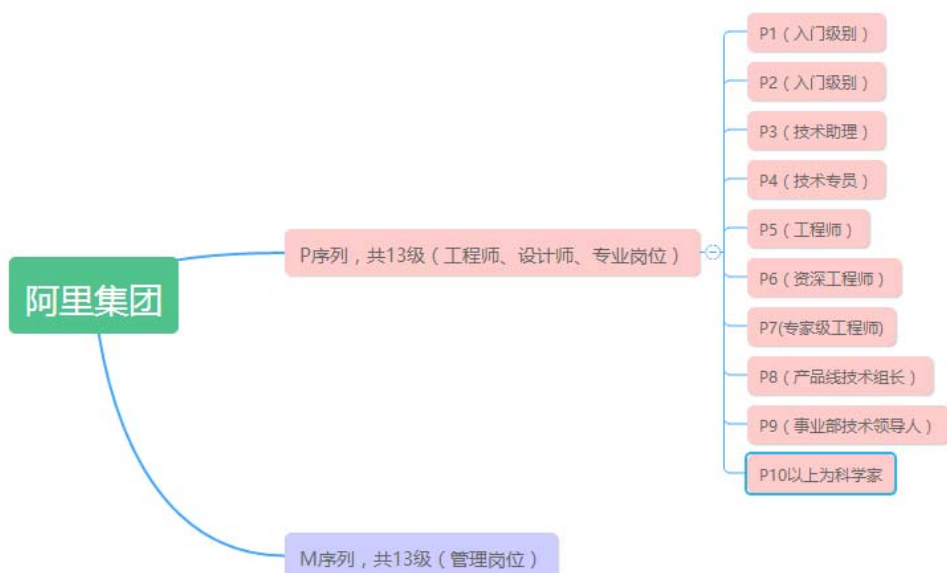 阿里集团
P序列，共13级（工程师、设计师、专业岗位）
P1（入门级别）
P2（入门级别）
P3（技术助理）
P4（技术专员）
P5（工程师）
P6（资深工程师）
P7(专家级工程师)
P8（产品线技术组长）
P9（事业部技术领导人）
P10以上为科学家
M序列，共13级（管理岗位）